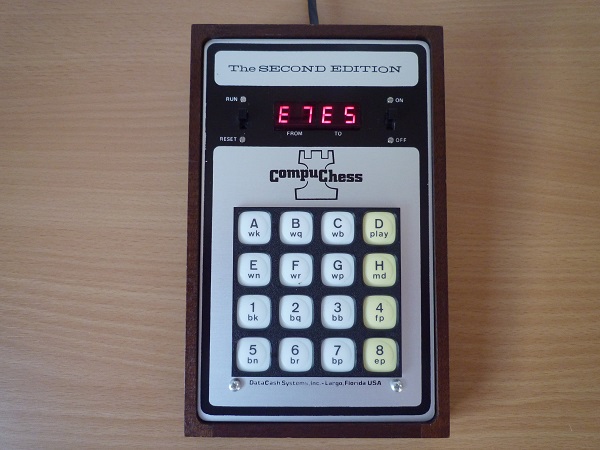 The SECOND EDITION
RUN ON
E 7 E 5
FROM TO
RESET OFF
CompuChess
A B C D
wk wq wb play
E F G H
wn wr wp md
1 2 3 4
bk bq bb fp
5 6 7 8
bn br bp ep
DataCash Systems, Inc. - Largo, Florida USA